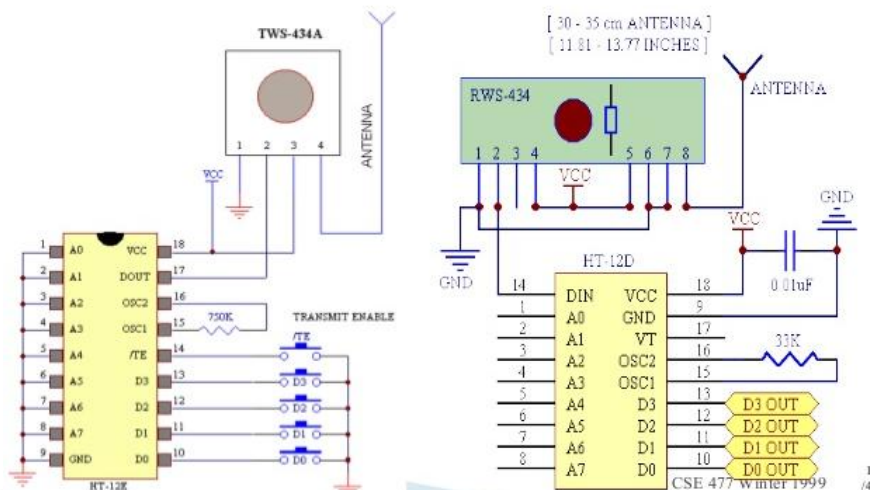 TWS-434A
1 2 3 4
ANTENNA
VCC
1 A0 VCC 18
2 A1 DOUT 17
3 A2 OSC2 16
4 A3 OSC1 15
750K
TRANSMIT ENABLE
5 A4 /TE 14
/TE
6 A5 D3 13
D3
7 A6 D2 12
D2
8 A7 D1 11
D1
9 GND D0 10
D0
HT-12E
[ 30 - 35 cm ANTENNA ]
[ 11.81 - 13.77 INCHES ]
RWS-434
ANTENNA
1 2 3 4 5 6 7 8
VCC
GND
VCC
GND
0.01uF
HT-12D
14 DIN VCC 18
1 A0 GND 9
2 A1 VT 17
3 A2 OSC2 16
33K
4 A3 OSC1 15
5 A4 D3 13 D3 OUT
6 A5 D2 12 D2 OUT
7 A6 D1 11 D1 OUT
8 A7 D0 10 D0 OUT
CSE 477 Winter 1999